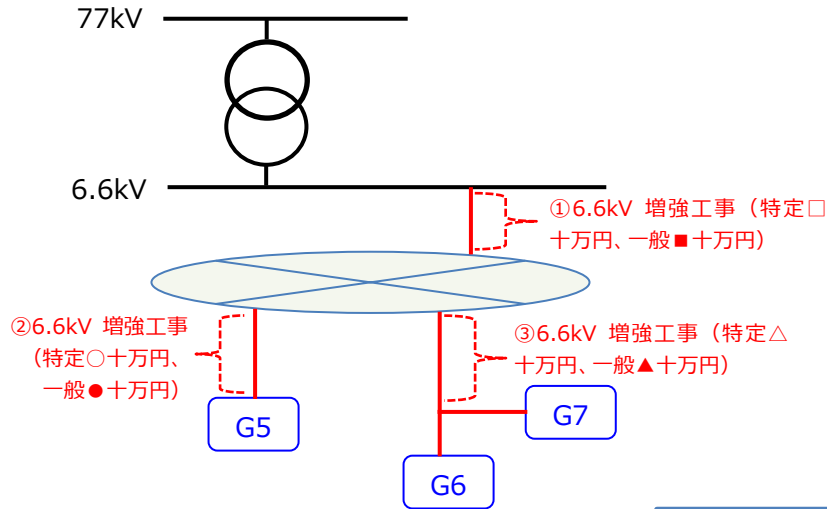 77kV
6.6kV
①6.6kV 増強工事（特定□
十万円、一般■十万円）
②6.6kV 増強工事
（特定○十万円、
一般●十万円）
③6.6kV 増強工事（特定△
十万円、一般▲十万円）
G5
G7
G6